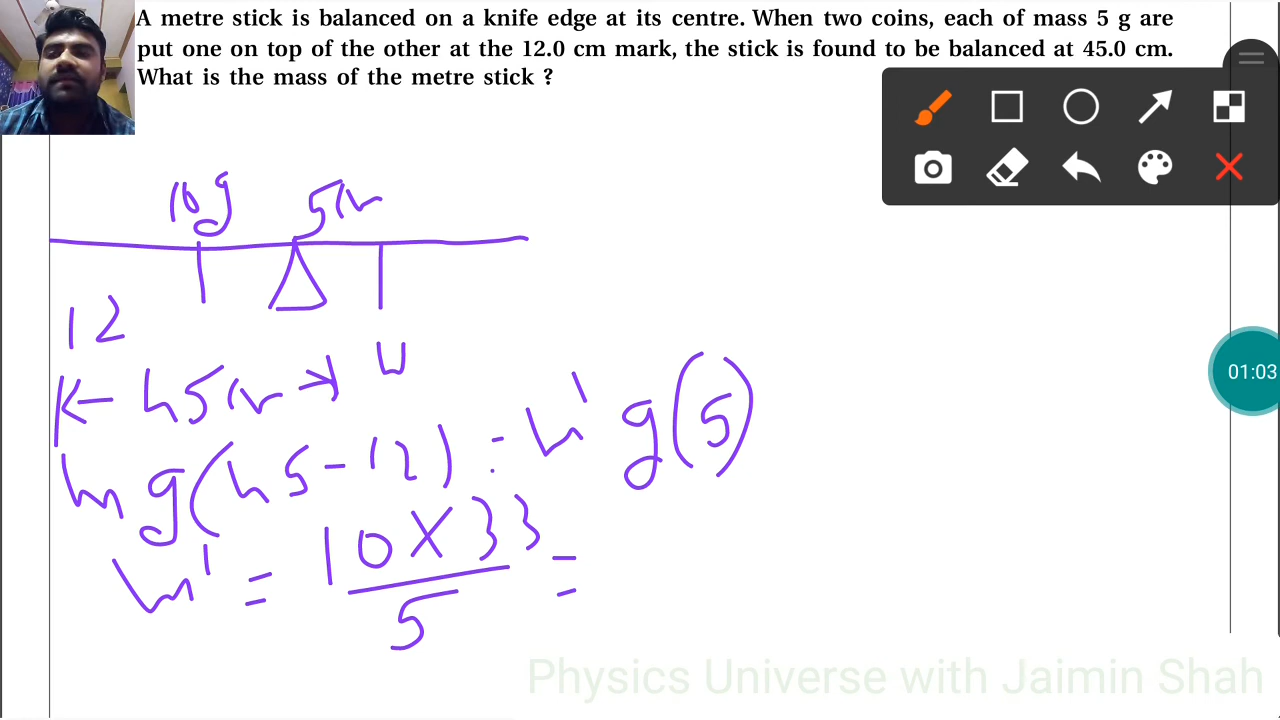 A metre stick is balanced on a knife edge at its centre. When two coins, each of mass 5 g are
put one on top of the other at the 12.0 cm mark, the stick is found to be balanced at 45.0 cm.
What is the mass of the metre stick ?
10g 5cm
12
45cm
W
mg(45-12) = m'g(5)
m' = 10X33/5 =
01:03
Physics Universe with Jaimin Shah